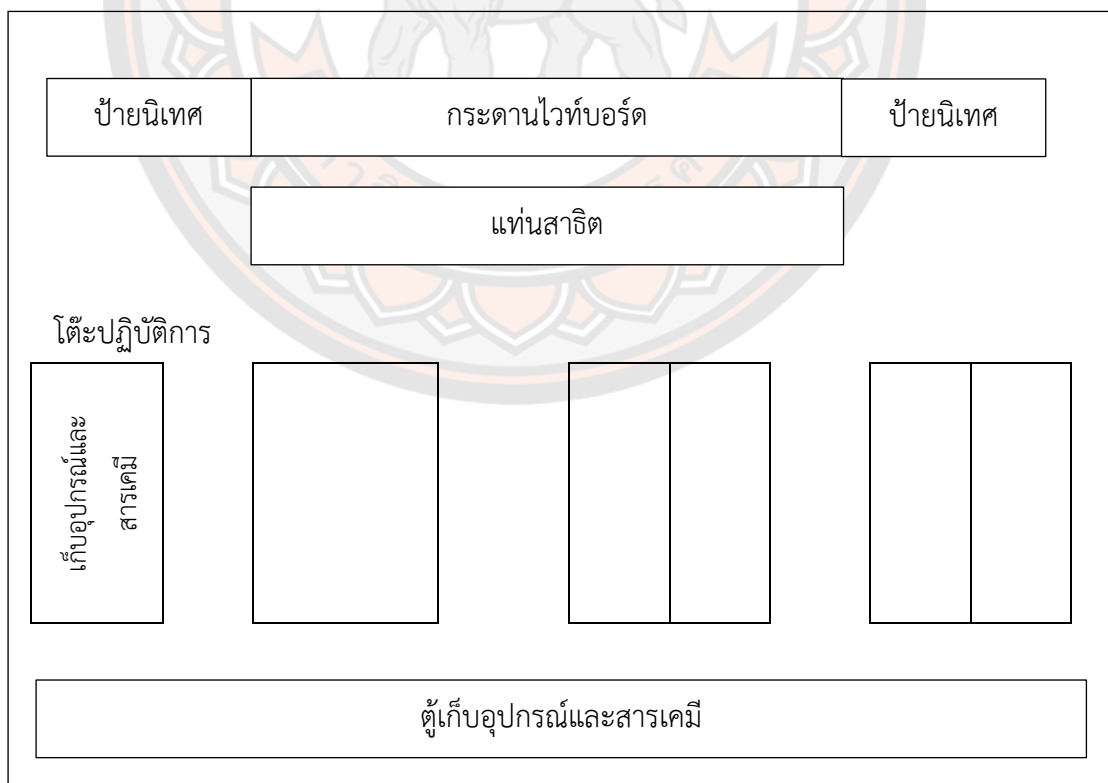 ป้ายนิเทศ
กระดานไวท์บอร์ด
ป้ายนิเทศ
แท่นสาธิต
โต๊ะปฏิบัติการ
เก็บอุปกรณ์และ
สารเคมี
ตู้เก็บอุปกรณ์และสารเคมี